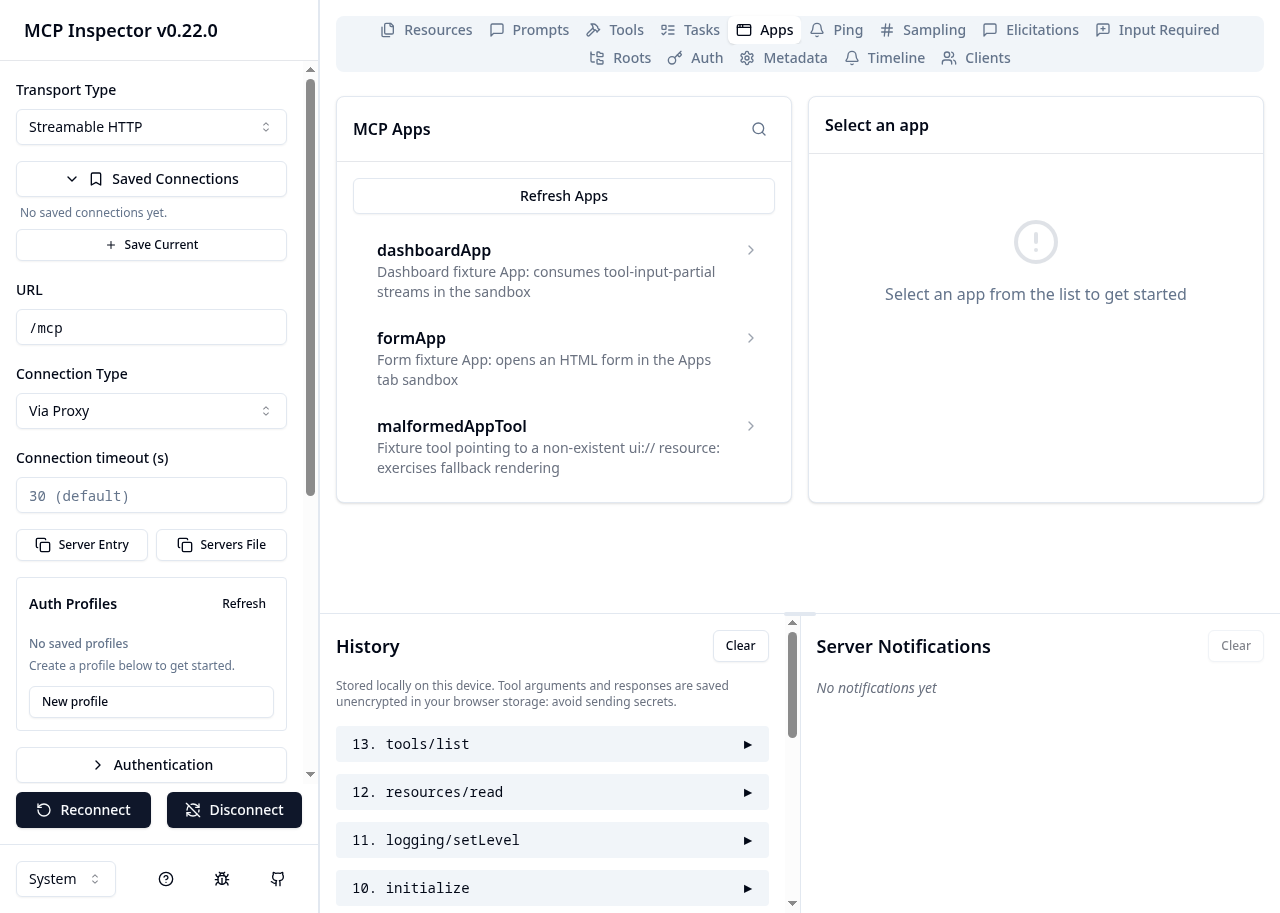 MCP Inspector v0.22.0
Transport Type
Streamable HTTP
Saved Connections
No saved connections yet.
Save Current
URL
/mcp
Connection Type
Via Proxy
Connection timeout (s)
30 (default)
Server Entry
Servers File
Auth Profiles
Refresh
No saved profiles
Create a profile below to get started.
New profile
Authentication
Reconnect
Disconnect
System
Resources
Prompts
Tools
Tasks
Apps
Ping
Sampling
Elicitations
Input Required
Roots
Auth
Metadata
Timeline
Clients
MCP Apps
Refresh Apps
dashboardApp
Dashboard fixture App: consumes tool-input-partial
streams in the sandbox
formApp
Form fixture App: opens an HTML form in the Apps
tab sandbox
malformedAppTool
Fixture tool pointing to a non-existent ui:// resource:
exercises fallback rendering
Select an app
Select an app from the list to get started
History
Clear
Stored locally on this device. Tool arguments and responses are saved
unencrypted in your browser storage: avoid sending secrets.
13. tools/list
12. resources/read
11. logging/setLevel
10. initialize
Server Notifications
Clear
No notifications yet